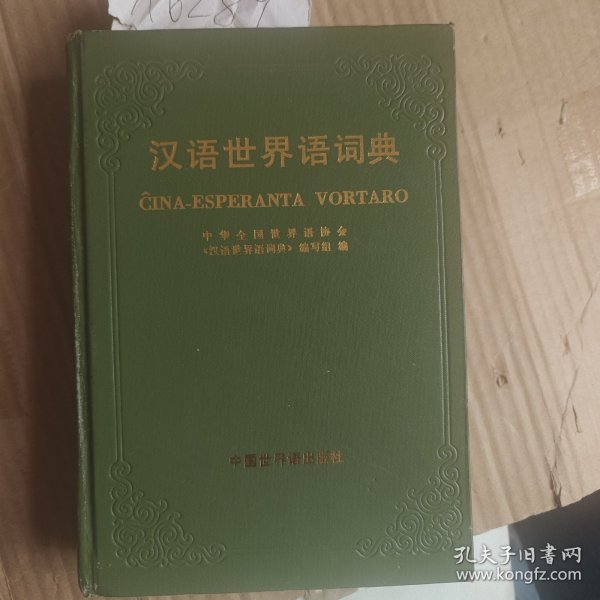 汉语世界语词典
ĈINA-ESPERANTA VORTARO
中华全国世界语协会
《汉语世界语词典》 编写组 编
中国世界语出版社
孔夫子旧书网
www.kongfz.com